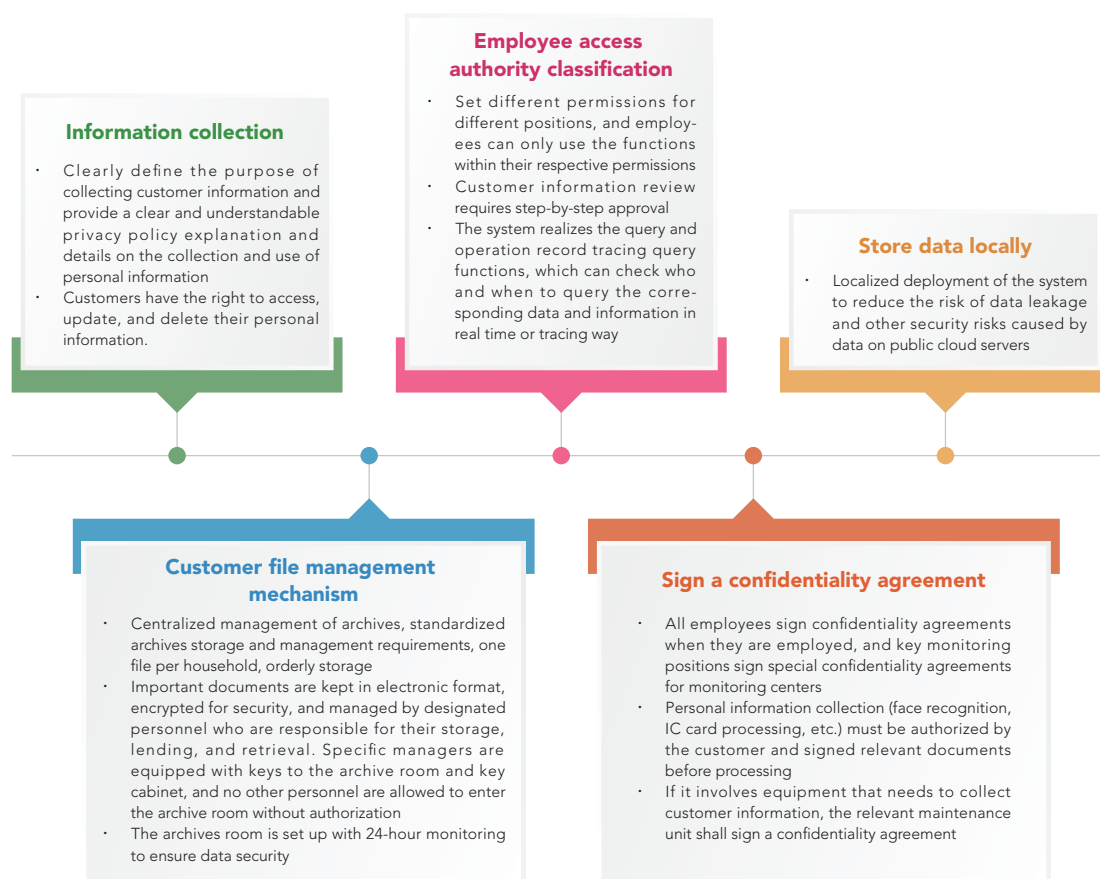 Information collection
· Clearly define the purpose of
collecting customer information and
provide a clear and understandable
privacy policy explanation and
details on the collection and use of
personal information
· Customers have the right to access,
update, and delete their personal
information.
Customer file management
mechanism
· Centralized management of archives, standardized
archives storage and management requirements, one
file per household, orderly storage
· Important documents are kept in electronic format,
encrypted for security, and managed by designated
personnel who are responsible for their storage,
lending, and retrieval. Specific managers are
equipped with keys to the archive room and key
cabinet, and no other personnel are allowed to enter
the archive room without authorization
· The archives room is set up with 24-hour monitoring
to ensure data security
Employee access
authority classification
· Set different permissions for
different positions, and employ-
ees can only use the functions
within their respective permissions
· Customer information review
requires step-by-step approval
· The system realizes the query and
operation record tracing query
functions, which can check who
and when to query the corre-
sponding data and information in
real time or tracing way
Sign a confidentiality agreement
· All employees sign confidentiality agreements
when they are employed, and key monitoring
positions sign special confidentiality agreements
for monitoring centers
· Personal information collection (face recognition,
IC card processing, etc.) must be authorized by
the customer and signed relevant documents
before processing
· If it involves equipment that needs to collect
customer information, the relevant maintenance
unit shall sign a confidentiality agreement
Store data locally
· Localized deployment of the system
to reduce the risk of data leakage
and other security risks caused by
data on public cloud servers